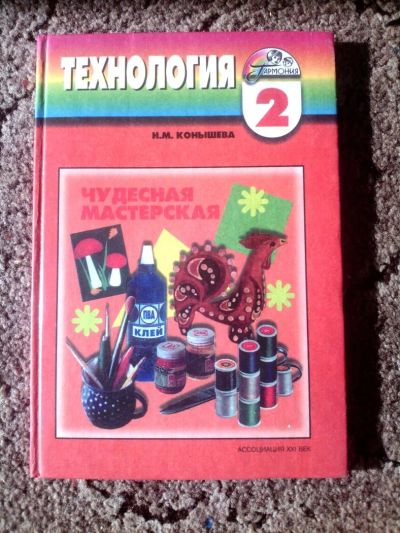 ТЕХНОЛОГИЯ
Гармония
2
Н.М. КОНЫШЕВА
ЧУДЕСНАЯ
МАСТЕРСКАЯ
ПВА
КЛЕЙ
АССОЦИАЦИЯ XXI ВЕК